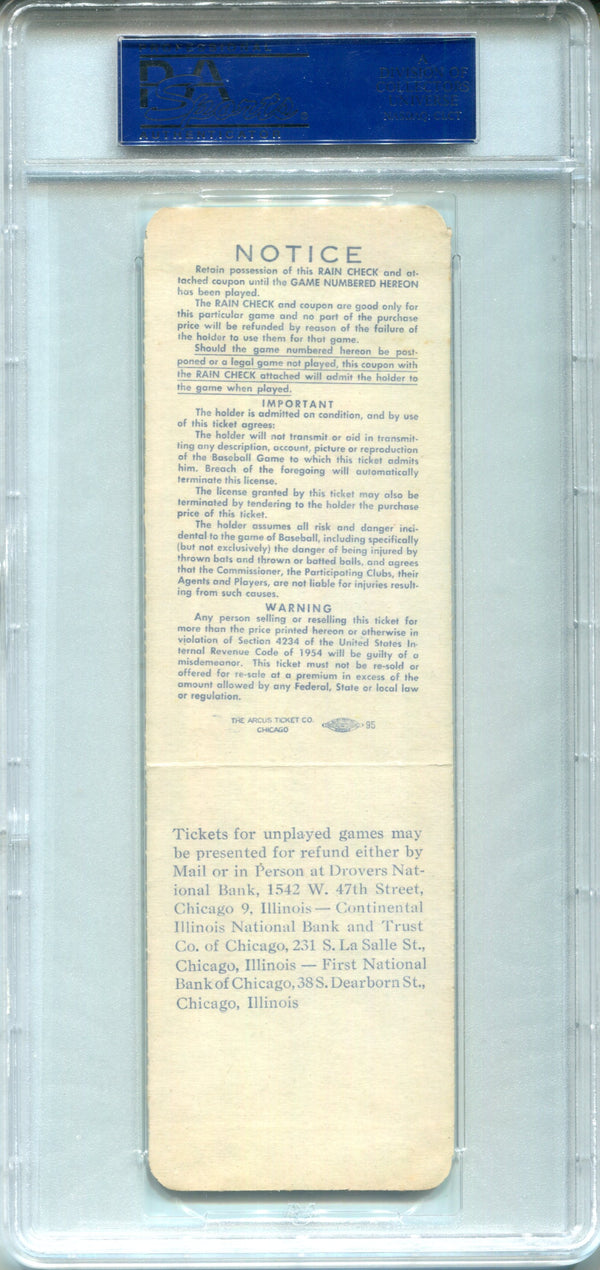 PSA
A
DIVISION OF
COLLECTORS
UNIVERSE
NOTICE
Retain possession of this RAIN CHECK and at-
tached coupon until the GAME NUMBERED HEREON
has been played.
The RAIN CHECK and coupon are good only for
this particular game and no part of the purchase
price will be refunded by reason of the failure of
the holder to use them for that game.
Should the game numbered hereon be post-
poned or a legal game not played, this coupon with
the RAIN CHECK attached will admit the holder to
the game when played.
IMPORTANT
The holder is admitted on condition, and by use
of this ticket agrees:
The holder will not transmit or aid in transmit-
ting any description, account, picture or reproduction
of the Baseball Game to which this ticket admits
him. Breach of the foregoing will automatically
terminate this license.
The license granted by this ticket may also be
terminated by tendering to the holder the purchase
price of this ticket.
The holder assumes all risk and danger inci-
dental to the game of Baseball, including specifically
(but not exclusively) the danger of being injured by
thrown bats and thrown or batted balls, and agrees
that the Commissioner, the Participating Clubs, their
Agents and Players, are not liable for injuries result-
ing from such causes.
WARNING
Any person selling or reselling this ticket for
more than the price printed hereon or otherwise in
violation of Section 4234 of the United States In-
ternal Revenue Code of 1954 will be guilty of a
misdemeanor. This ticket must not be re-sold or
offered for re-sale at a premium in excess of the
amount allowed by any Federal, State or local law
or regulation.
THE ARCUS TICKET CO.
CHICAGO
95
Tickets for unplayed games may
be presented for refund either by
Mail or in Person at Drovers Nat-
ional Bank, 1542 W. 47th Street,
Chicago 9, Illinois — Continental
Illinois National Bank and Trust
Co. of Chicago, 231 S. La Salle St.,
Chicago, Illinois — First National
Bank of Chicago, 38 S. Dearborn St.,
Chicago, Illinois